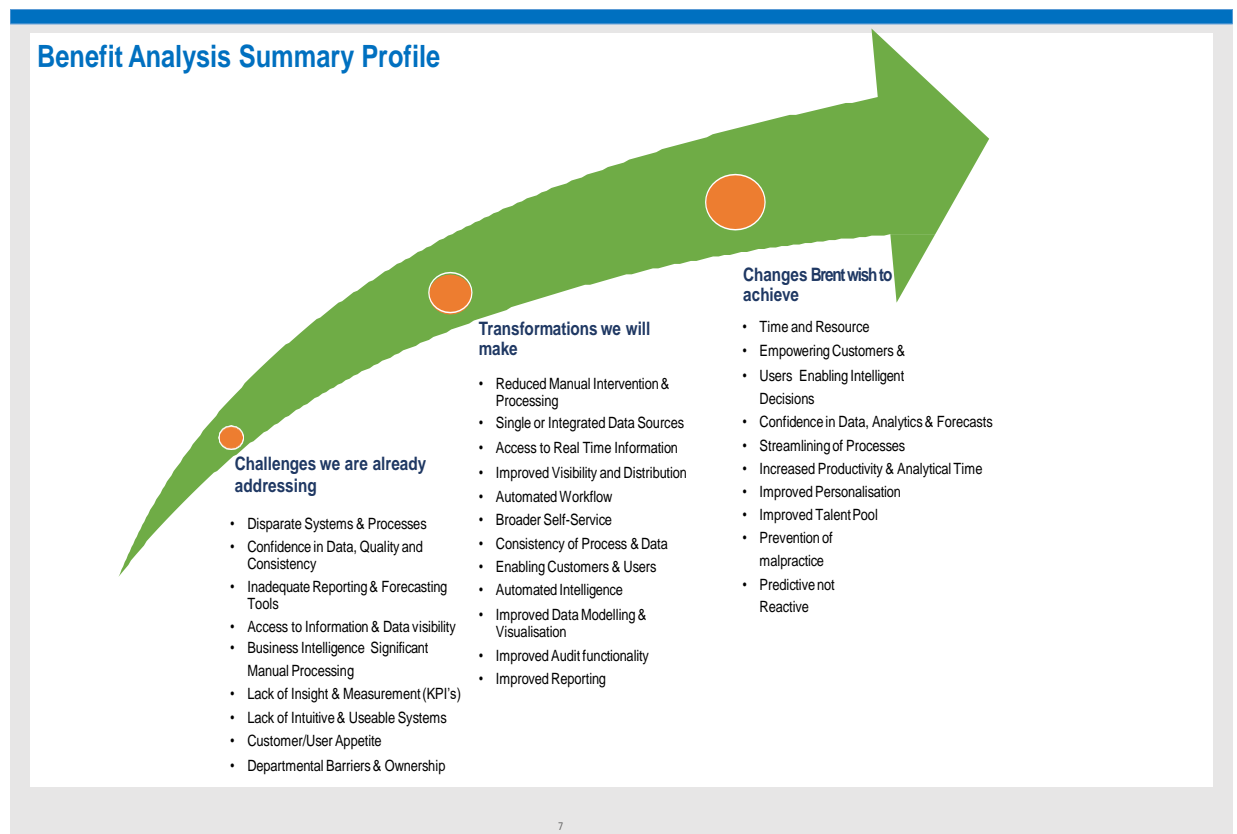 Benefit Analysis Summary Profile
Challenges we are already
addressing
• Disparate Systems & Processes
• Confidence in Data, Quality and
Consistency
• Inadequate Reporting & Forecasting
Tools
• Access to Information & Data visibility
• Business Intelligence Significant
Manual Processing
• Lack of Insight & Measurement (KPI's)
• Lack of Intuitive & Useable Systems
• Customer/User Appetite
• Departmental Barriers & Ownership
Transformations we will
make
• Reduced Manual Intervention &
Processing
• Single or Integrated Data Sources
• Access to Real Time Information
• Improved Visibility and Distribution
• Automated Workflow
• Broader Self-Service
• Consistency of Process & Data
• Enabling Customers & Users
• Automated Intelligence
• Improved Data Modelling &
Visualisation
• Improved Audit functionality
• Improved Reporting
Changes Brent wish to
achieve
• Time and Resource
• Empowering Customers &
• Users Enabling Intelligent
Decisions
• Confidence in Data, Analytics & Forecasts
• Streamlining of Processes
• Increased Productivity & Analytical Time
• Improved Personalisation
• Improved Talent Pool
• Prevention of
malpractice
• Predictive not
Reactive
7